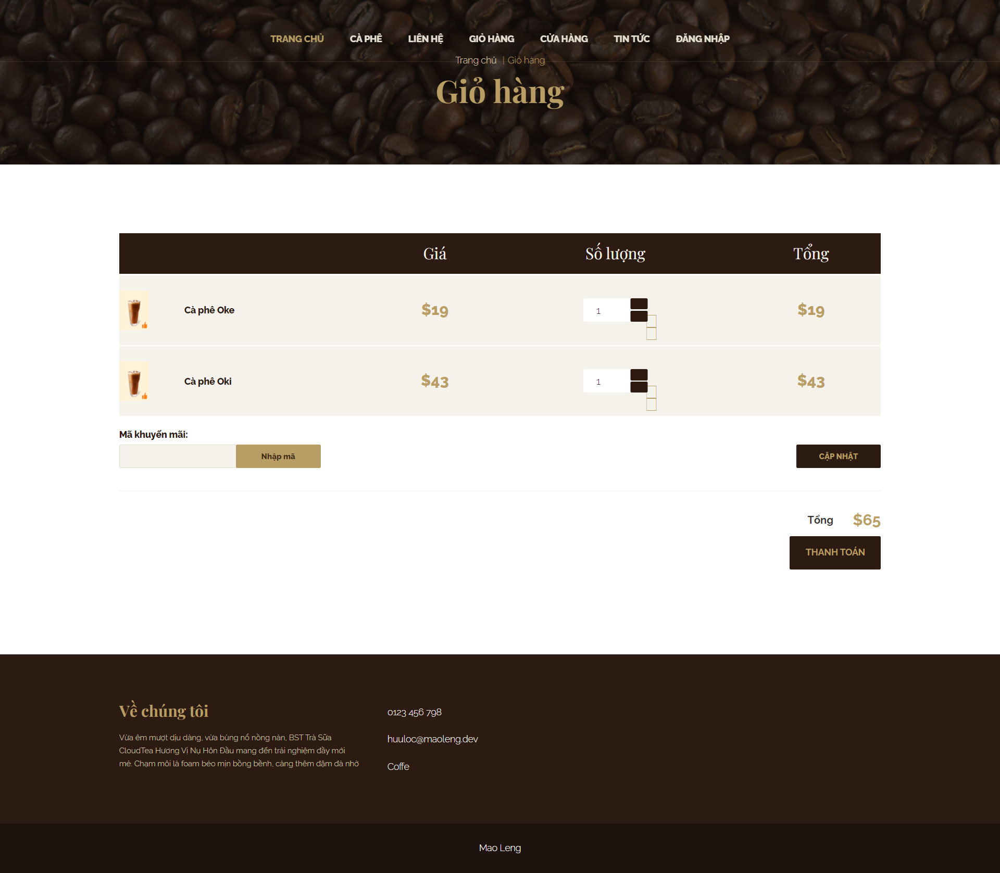 TRANG CHỦ CÀ PHÊ LIÊN HỆ GIỎ HÀNG CỬA HÀNG TIN TỨC ĐĂNG NHẬP
Trang chủ | Giỏ hàng
Giỏ hàng
Giá Số lượng Tổng
Cà phê Oke $19 1 $19
Cà phê Oki $43 1 $43
Mã khuyến mãi:
Nhập mã CẬP NHẬT
Tổng $65
THANH TOÁN
Về chúng tôi
Vừa êm mượt dịu dàng, vừa bùng nổ nồng nàn, BST Trà Sữa
CloudTea Hương Vị Nụ Hôn Đầu mang đến trải nghiệm đầy mới
mẻ. Chạm môi là foam béo mịn bồng bềnh, càng thêm đậm đà nhờ
0123 456 798
huuloc@maoleng.dev
Coffe
Mao Leng